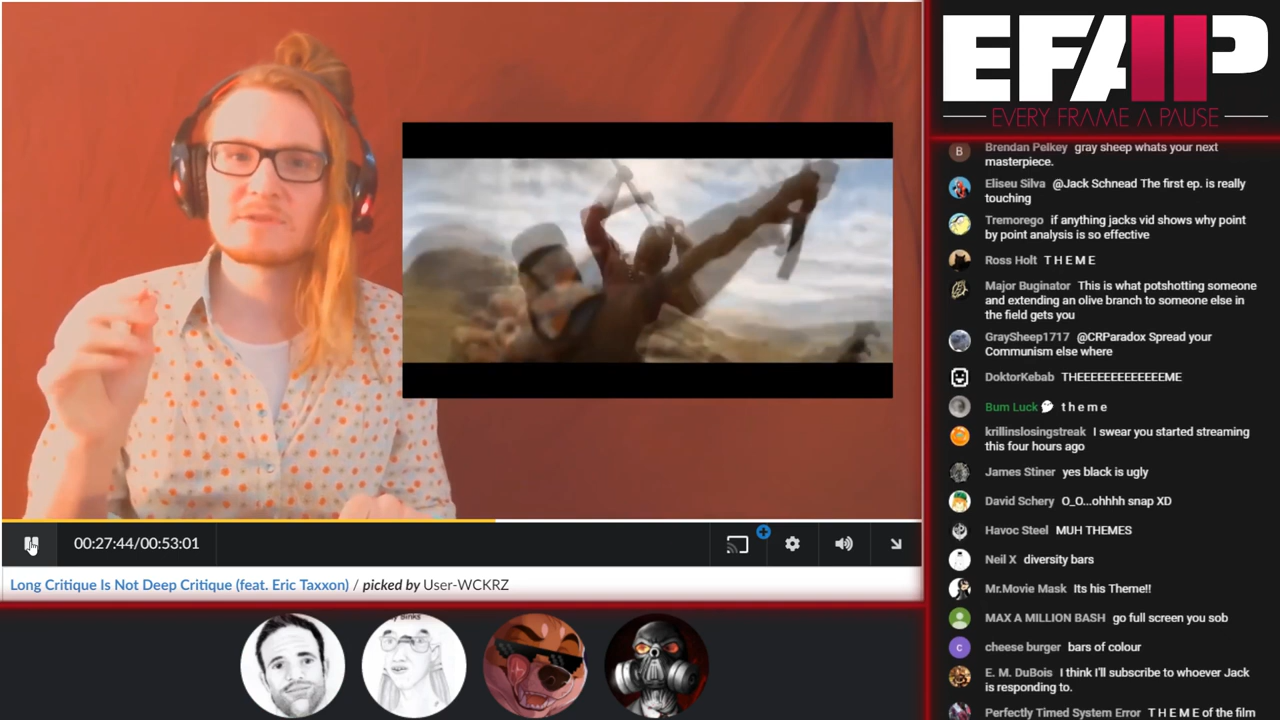 EFAP
EVERY FRAME A PAUSE
Brendan Pelkey gray sheep whats your next
masterpiece.
Eliseu Silva @Jack Schnead The first ep. is really
touching
Tremorego if anything jacks vid shows why point
by point analysis is so effective
Ross Holt T H E M E
Major Buginator This is what potshotting someone
and extending an olive branch to someone else in
the field gets you
GraySheep1717 @CRParadox Spread your
Communism else where
DoktorKebab THEEEEEEEEEEEEEME
Bum Luck t h e m e
krillinslosingstreak I swear you started streaming
this four hours ago
James Stiner yes black is ugly
David Schery O_O...ohhhh snap XD
Havoc Steel MUH THEMES
Neil X diversity bars
Mr.Movie Mask Its his Theme!!
MAX A MILLION BASH go full screen you sob
cheese burger bars of colour
E. M. DuBois I think I'll subscribe to whoever Jack
is responding to.
Perfectly Timed System Error T H E M E of the film
00:27:44/00:53:01
Long Critique Is Not Deep Critique (feat. Eric Taxxon) / picked by User-WCKRZ